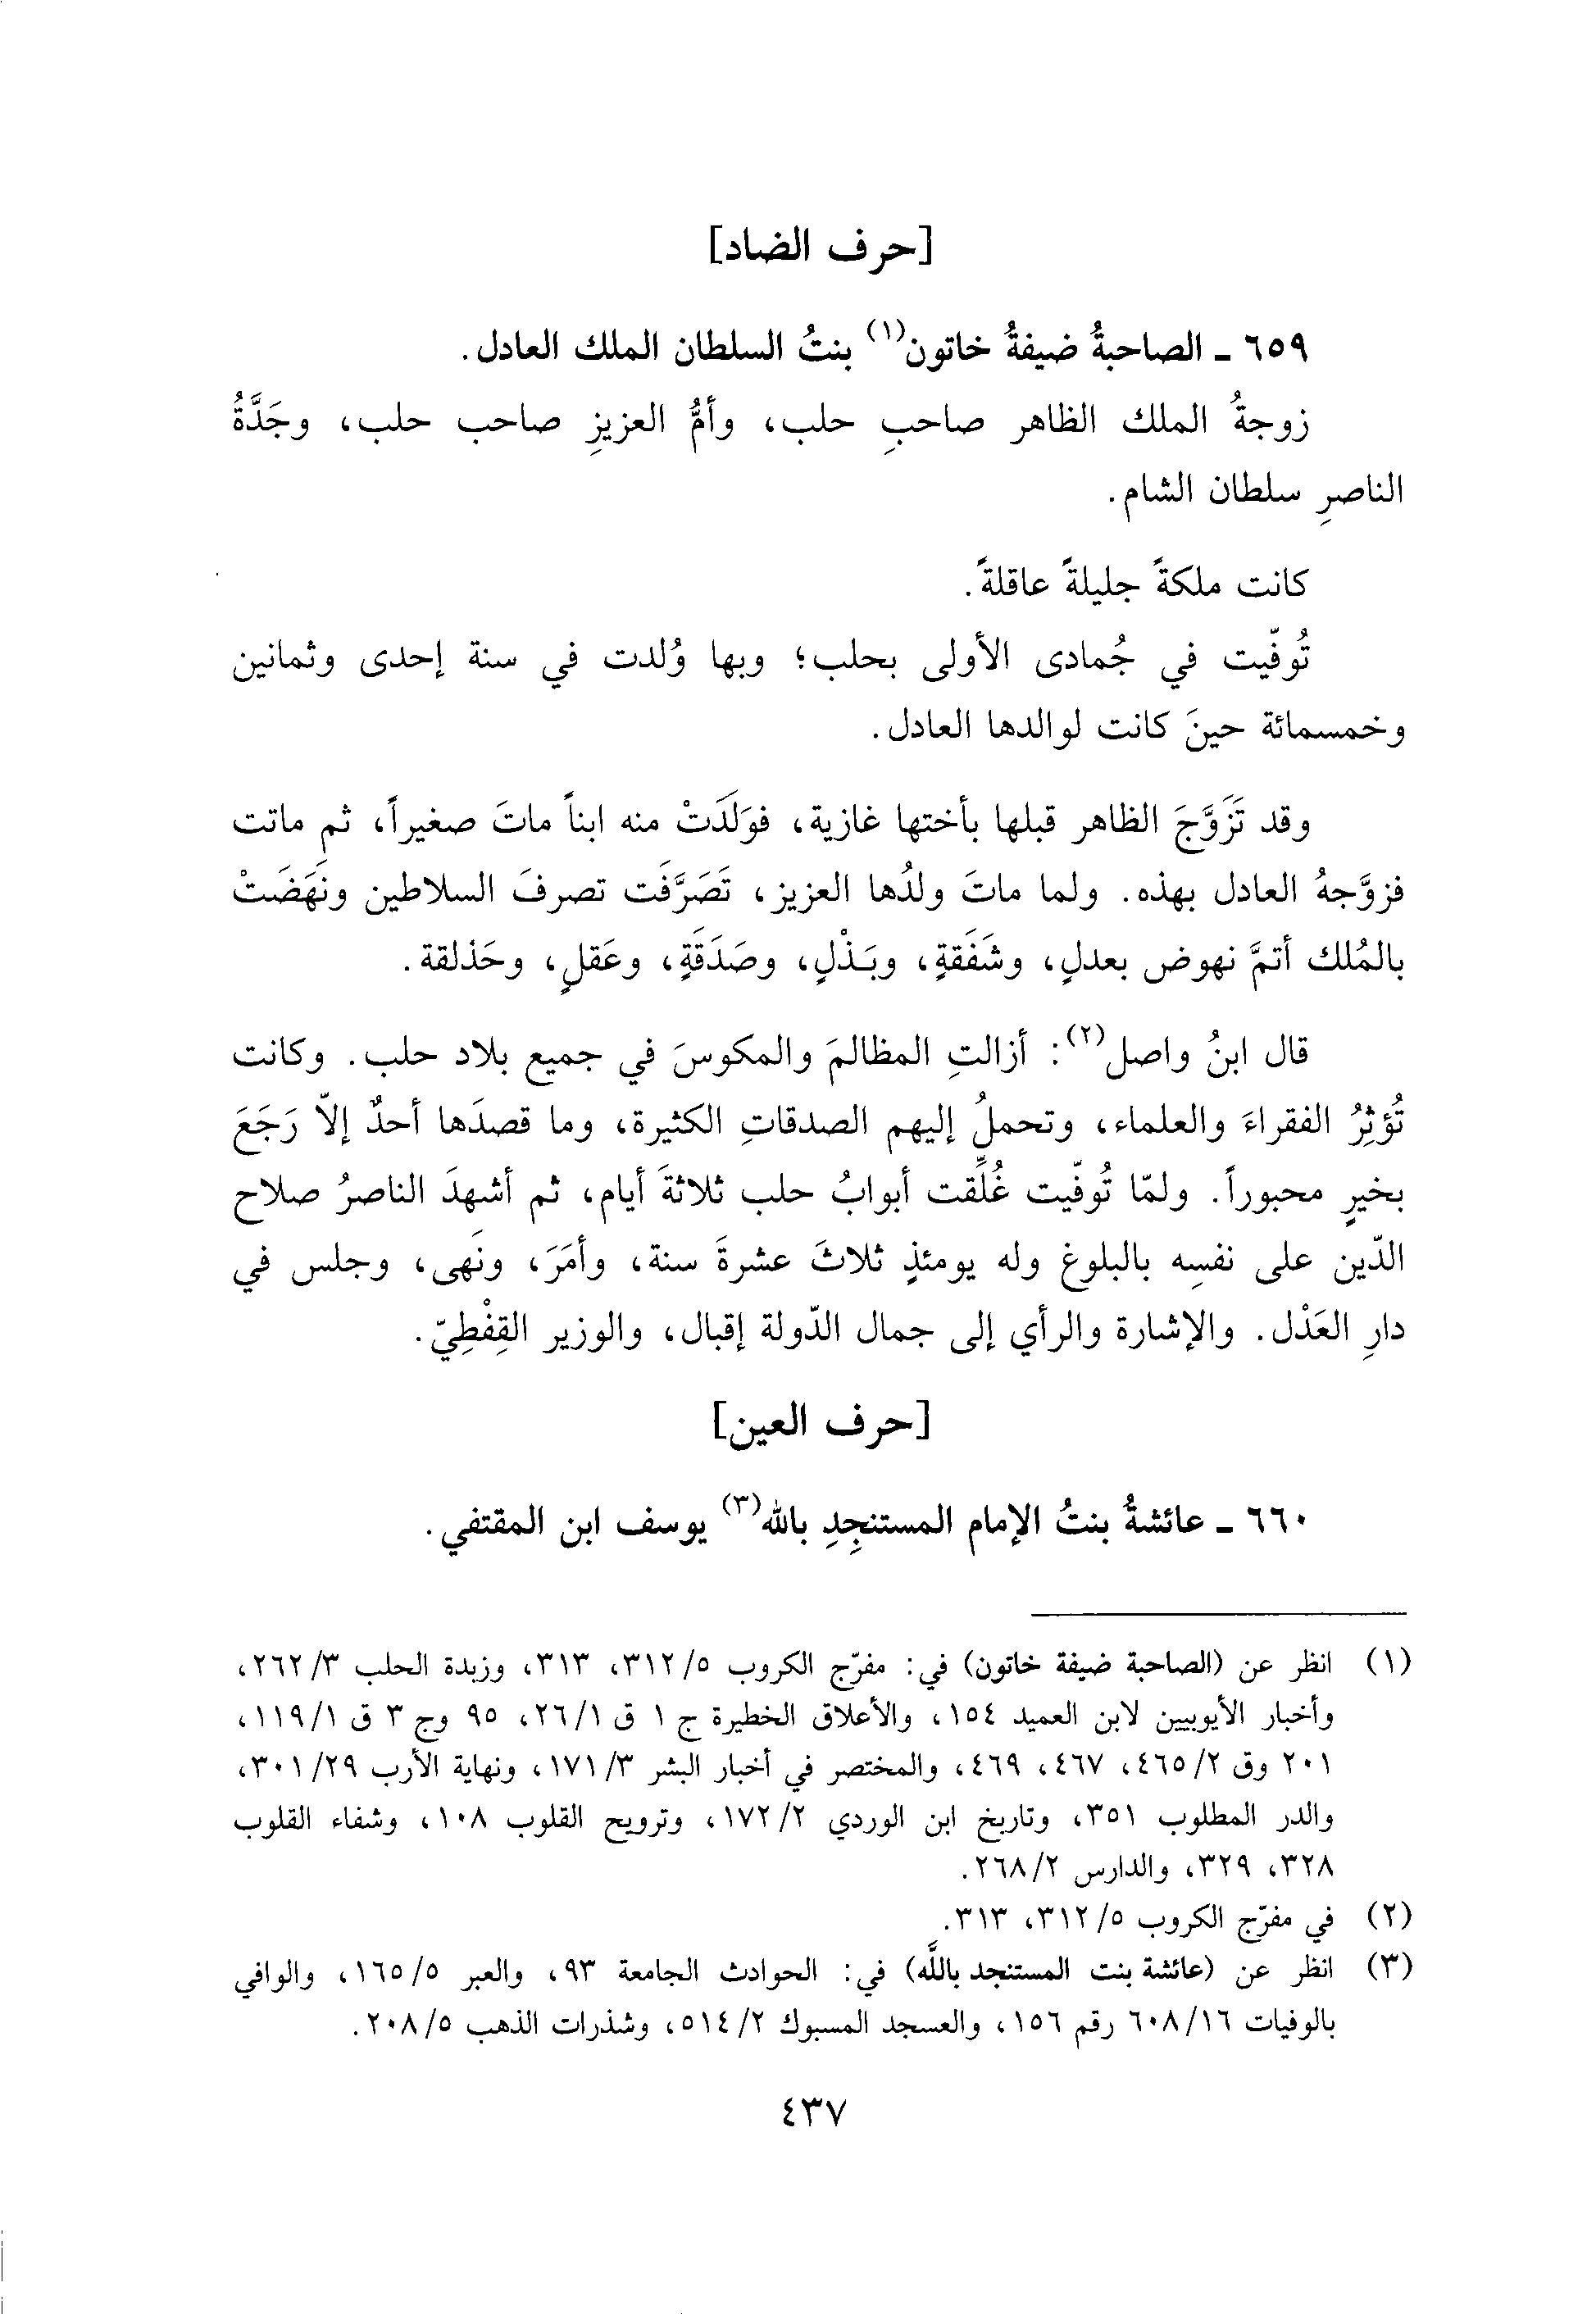 [حرف الضاد]
٦٥٩ ـ الصاحبةُ ضيفةُ خاتون(١) بنتُ السلطان الملك العادل.
زوجةُ الملك الظاهر صاحبِ حلب، وأمُّ العزيزِ صاحب حلب، وجَدَّةُ
الناصرِ سلطان الشام.
كانت ملكةً جليلةً عاقلةً.
تُوفّيت في جُمادى الأولى بحلب؛ وبها وُلدت في سنة إحدى وثمانين
وخمسمائة حينَ كانت لوالدها العادل.
وقد تَزَوَّجَ الظاهر قبلها بأختها غازية، فوَلَدَتْ منه ابناً ماتَ صغيراً، ثم ماتت
فزوَّجهُ العادل بهذه. ولما ماتَ ولدُها العزيز، تَصَرَّفَت تصرفَ السلاطين ونَهَضَتْ
بالمُلك أتمَّ نهوض بعدلٍ، وشَفَقةٍ، وبَـذْلٍ، وصَدَقَةٍ، وعَقلٍ، وحَذلقة.
قال ابنُ واصل(٢): أزالتِ المظالمَ والمكوسَ في جميع بلاد حلب. وكانت
تُؤثِرُ الفقراءَ والعلماء، وتحملُ إليهم الصدقاتِ الكثيرة، وما قصدَها أحدٌ إلاّ رَجَعَ
بخيرٍ محبوراً. ولمّا تُوفّيت غُلِّقت أبوابُ حلب ثلاثةَ أيام، ثم أشهدَ الناصرُ صلاح
الدّين على نفسِه بالبلوغ وله يومئذٍ ثلاثَ عشرةَ سنة، وأمَرَ، ونَهى، وجلس في
دارِ العَدْل. والإشارة والرأي إلى جمال الدّولة إقبال، والوزير القِفْطِيّ.
[حرف العين]
٦٦٠ ـ عائشةُ بنتُ الإمام المستنجِدِ بالله(٣) يوسف ابن المقتفي.
(١) انظر عن (الصاحبة ضيفة خاتون) في: مفرّج الكروب ٥/ ٣١٢، ٣١٣، وزبدة الحلب ٣/ ٢٦٢،
وأخبار الأيوبيين لابن العميد ١٥٤، والأعلاق الخطيرة ج ١ ق ١/ ٢٦، ٩٥ وج ٣ ق ١/ ١١٩،
٢٠١ وق ٢/ ٤٦٥، ٤٦٧، ٤٦٩، والمختصر في أخبار البشر ٣/ ١٧١، ونهاية الأرب ٢٩/ ٣٠١،
والدر المطلوب ٣٥١، وتاريخ ابن الوردي ٢/ ١٧٢، وترويح القلوب ١٠٨، وشفاء القلوب
٣٢٨، ٣٢٩، والدارس ٢/ ٢٦٨.
(٢) في مفرّج الكروب ٥/ ٣١٢، ٣١٣.
(٣) انظر عن (عائشة بنت المستنجد باللَّه) في: الحوادث الجامعة ٩٣، والعبر ٥/ ١٦٥، والوافي
بالوفيات ١٦/ ٦٠٨ رقم ١٥٦، والعسجد المسبوك ٢/ ٥١٤، وشذرات الذهب ٥/ ٢٠٨.
٤٣٧